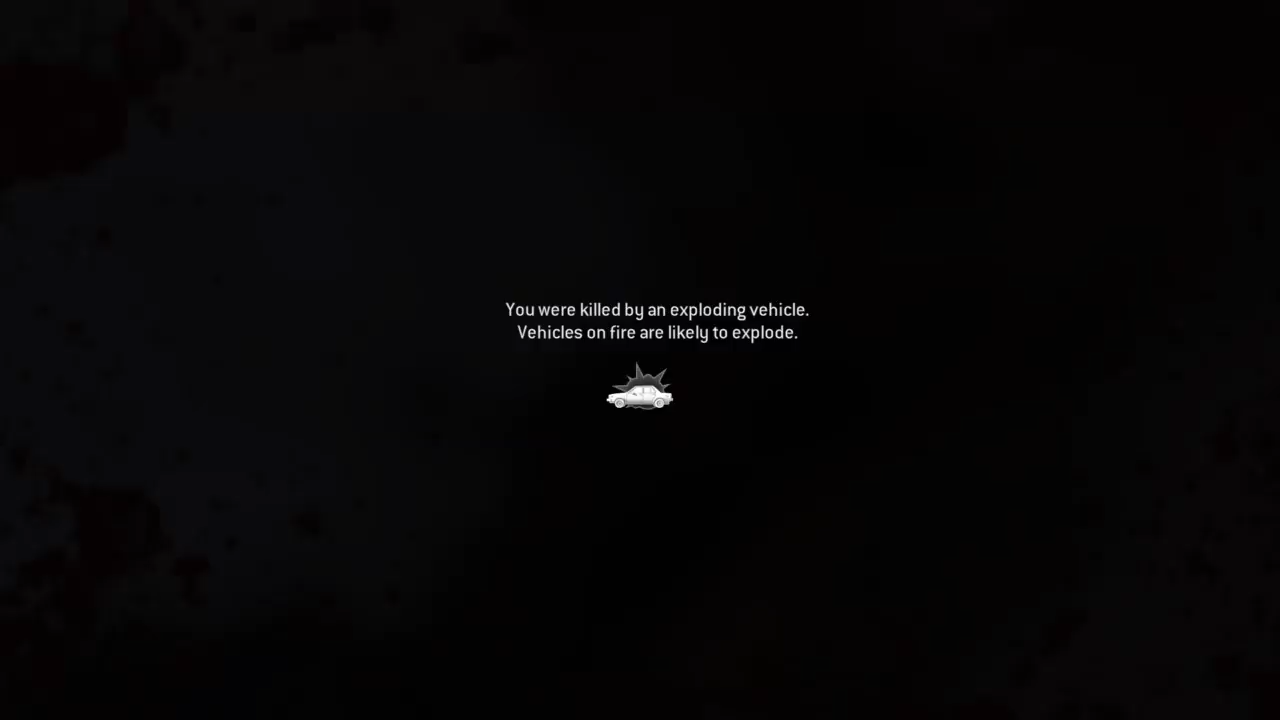 You were killed by an exploding vehicle.
Vehicles on fire are likely to explode.